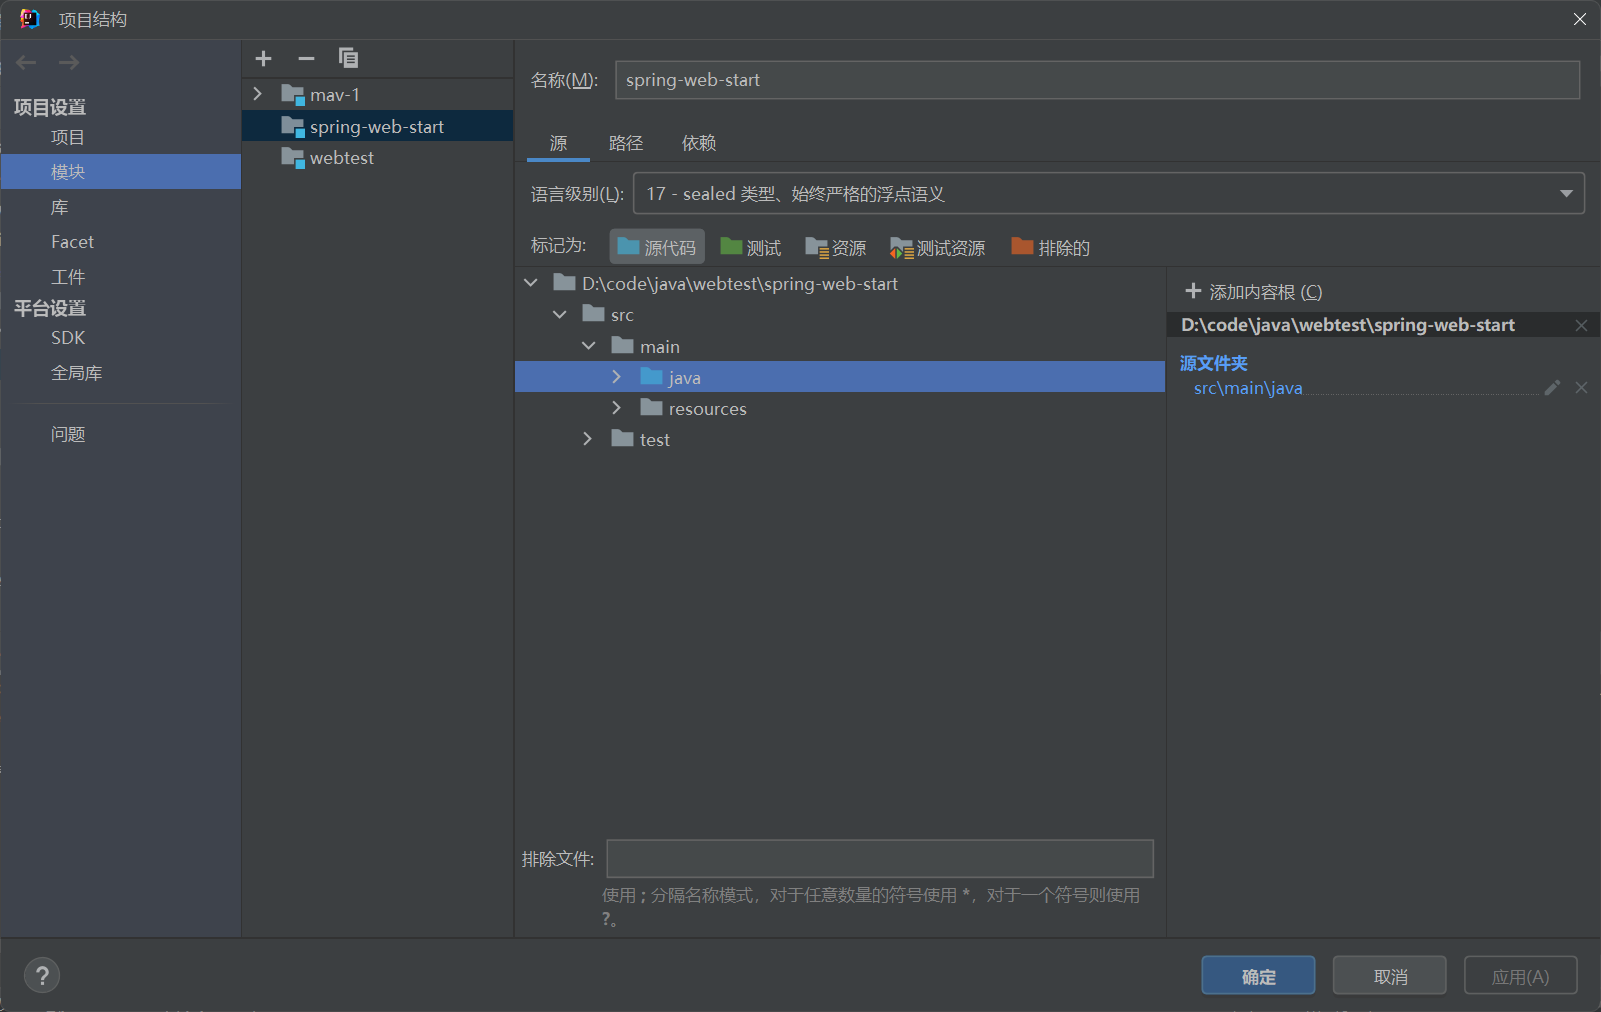 项目结构
项目设置
项目
模块
库
Facet
工件
平台设置
SDK
全局库
问题
mav-1
spring-web-start
webtest
名称(M): spring-web-start
源 路径 依赖
语言级别(L): 17 - sealed 类型、始终严格的浮点语义
标记为: 源代码 测试 资源 测试资源 排除的
D:\code\java\webtest\spring-web-start
src
main
java
resources
test
添加内容根 (C)
D:\code\java\webtest\spring-web-start
源文件夹
src\main\java
排除文件:
使用 ; 分隔名称模式，对于任意数量的符号使用 *，对于一个符号则使用
?。
?
确定 取消 应用(A)